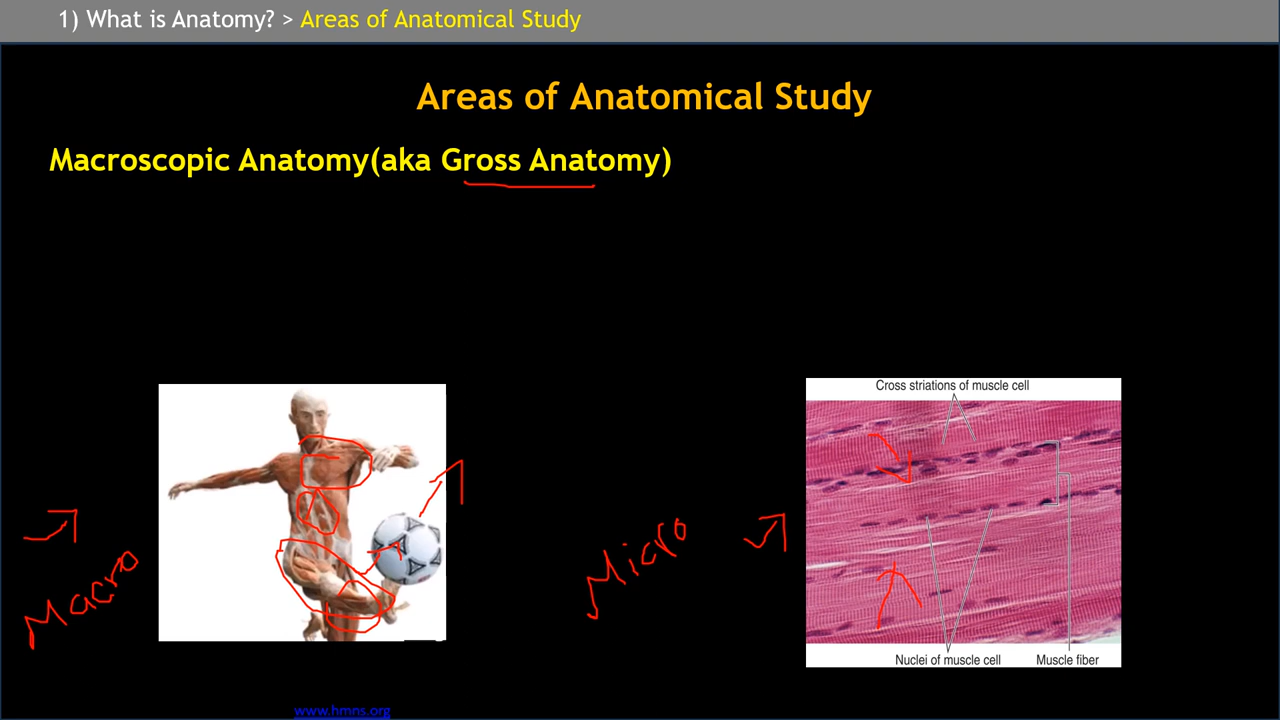 1) What is Anatomy? > Areas of Anatomical Study
Areas of Anatomical Study
Macroscopic Anatomy(aka Gross Anatomy)
Cross striations of muscle cell
Macro
Micro
Nuclei of muscle cell
Muscle fiber
www.hmns.org